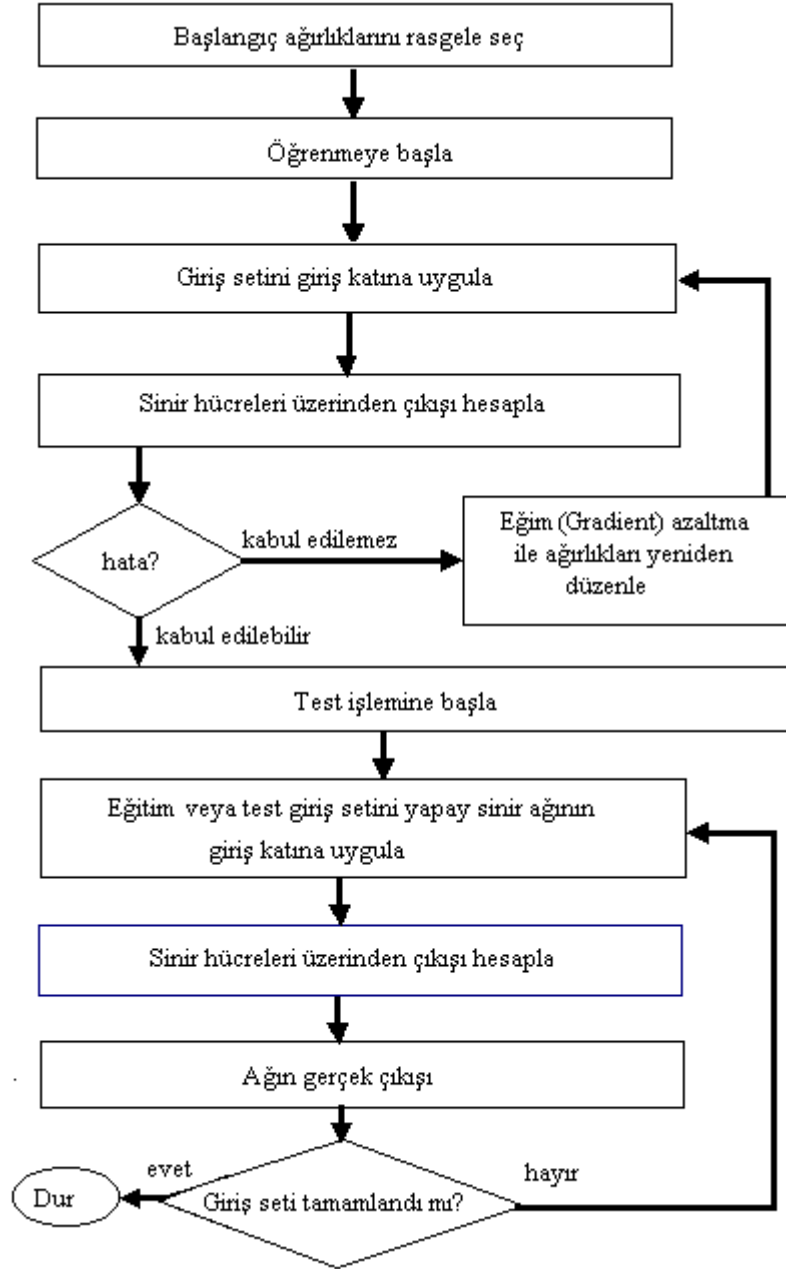 Başlangıç ağırlıklarını rasgele seç
Öğrenmeye başla
Giriş setini giriş katına uygula
Sinir hücreleri üzerinden çıkışı hesapla
hata?
kabul edilemez
Eğim (Gradient) azaltma
ile ağırlıkları yeniden
düzenle
kabul edilebilir
Test işlemine başla
Eğitim veya test giriş setini yapay sinir ağının
giriş katına uygula
Sinir hücreleri üzerinden çıkışı hesapla
Ağın gerçek çıkışı
Giriş seti tamamlandı mı?
evet
hayır
Dur